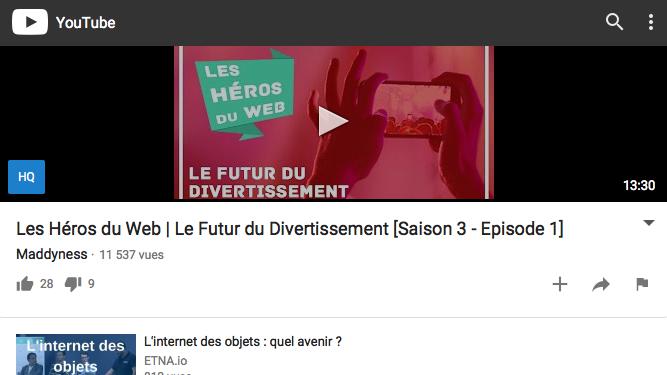 YouTube
LES
HÉROS
DU WEB
LE FUTUR DU
DIVERTISSEMENT
HQ
13:30
Les Héros du Web | Le Futur du Divertissement [Saison 3 - Episode 1]
Maddyness · 11 537 vues
28 9
L'internet des
objets
L'internet des objets : quel avenir ?
ETNA.io